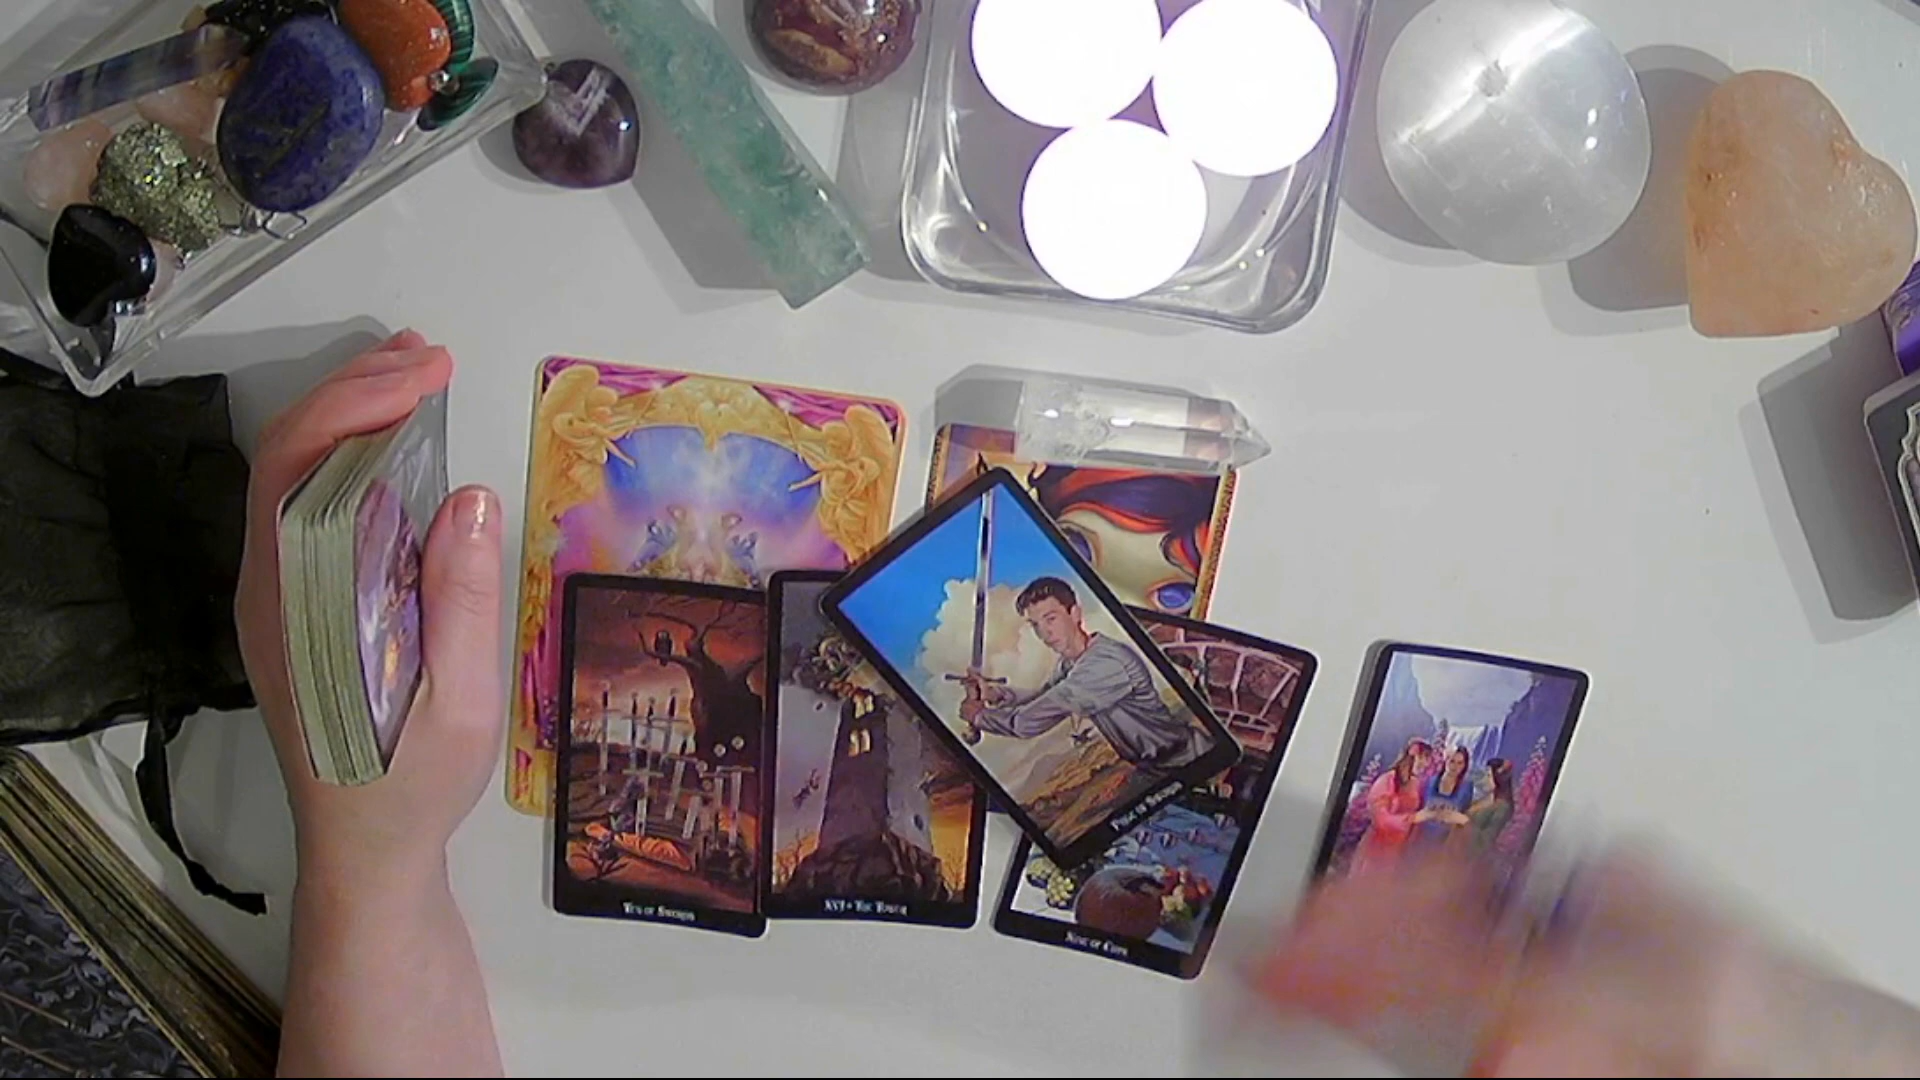 Ten of Swords
XVI • The Tower
Page of Swords
Nine of Cups